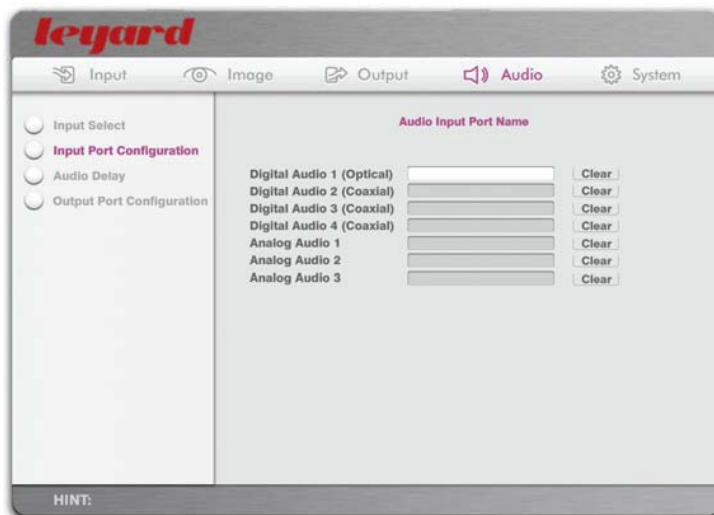 leyard
Input Image Output Audio System
Input Select
Input Port Configuration
Audio Delay
Output Port Configuration
Audio Input Port Name
Digital Audio 1 (Optical) Clear
Digital Audio 2 (Coaxial) Clear
Digital Audio 3 (Coaxial) Clear
Digital Audio 4 (Coaxial) Clear
Analog Audio 1 Clear
Analog Audio 2 Clear
Analog Audio 3 Clear
HINT: